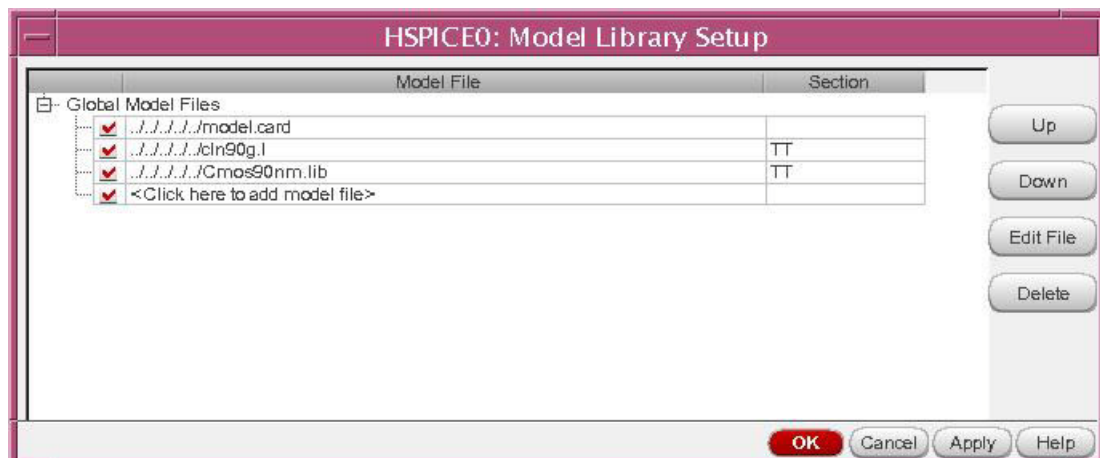 HSPICE0: Model Library Setup
Model File Section
Global Model Files
../../../../../model.card
../../../../../cln90g.l TT
../../../../../Cmos90nm.lib TT
<Click here to add model file>
Up
Down
Edit File
Delete
OK Cancel Apply Help